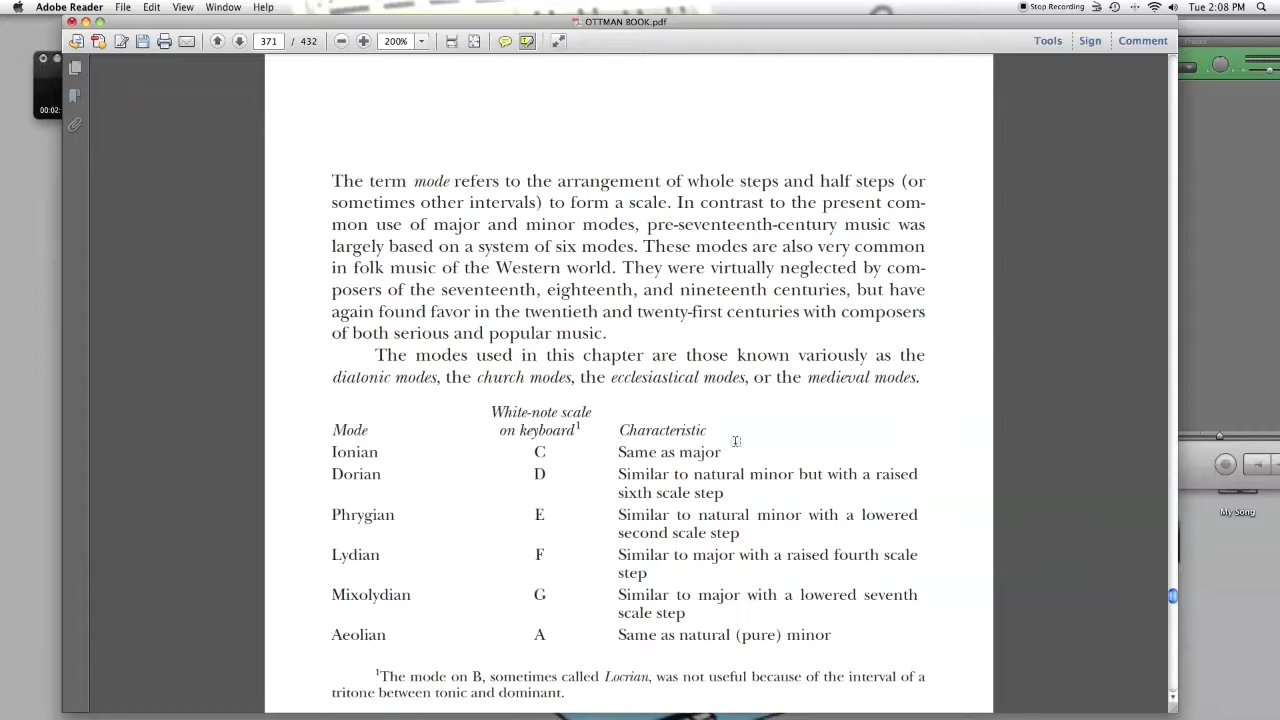 Adobe Reader File Edit View Window Help Stop Recording Tue 2:08 PM
OTTMAN BOOK.pdf
371 / 432 200% Tools Sign Comment
00:02:
The term mode refers to the arrangement of whole steps and half steps (or
sometimes other intervals) to form a scale. In contrast to the present com-
mon use of major and minor modes, pre-seventeenth-century music was
largely based on a system of six modes. These modes are also very common
in folk music of the Western world. They were virtually neglected by com-
posers of the seventeenth, eighteenth, and nineteenth centuries, but have
again found favor in the twentieth and twenty-first centuries with composers
of both serious and popular music.
The modes used in this chapter are those known variously as the
diatonic modes, the church modes, the ecclesiastical modes, or the medieval modes.
White-note scale
Mode on keyboard1 Characteristic
Ionian C Same as major
Dorian D Similar to natural minor but with a raised
sixth scale step
Phrygian E Similar to natural minor with a lowered
second scale step
Lydian F Similar to major with a raised fourth scale
step
Mixolydian G Similar to major with a lowered seventh
scale step
Aeolian A Same as natural (pure) minor
1The mode on B, sometimes called Locrian, was not useful because of the interval of a
tritone between tonic and dominant.
My Song